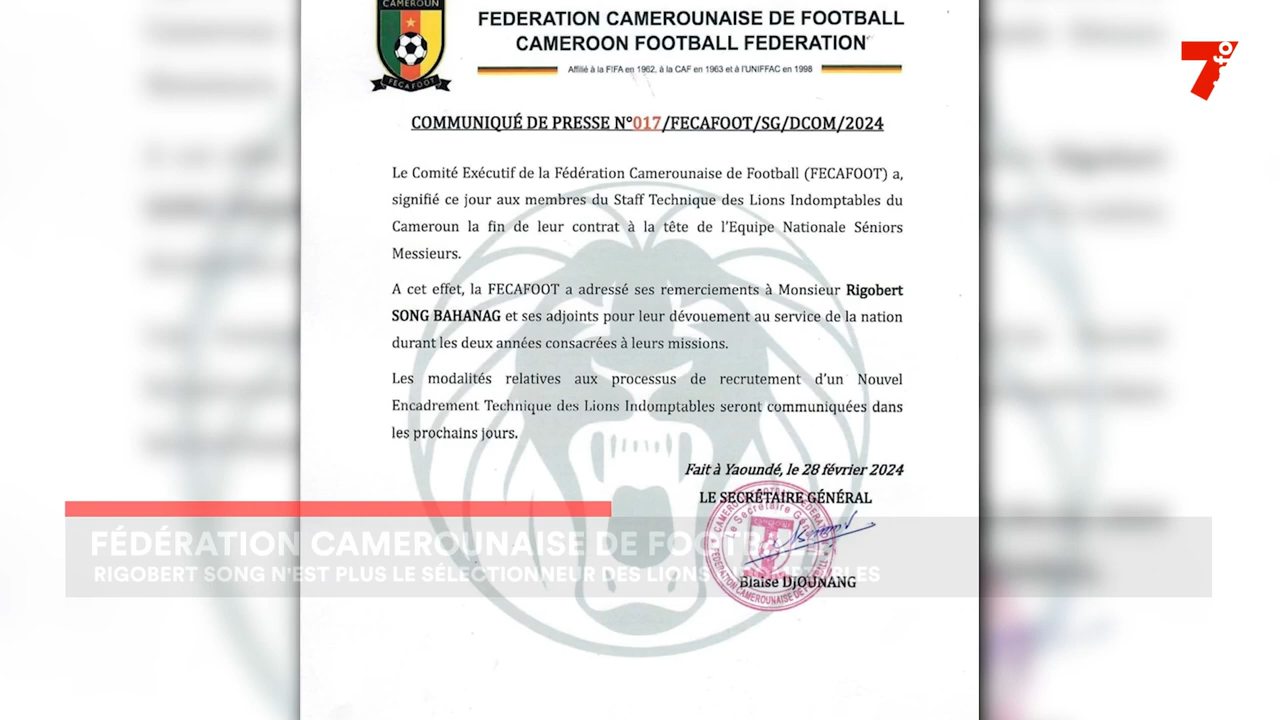 CAMEROUN
FECAFOOT
FEDERATION CAMEROUNAISE DE FOOTBALL
CAMEROON FOOTBALL FEDERATION
Affilié à la FIFA en 1962, à la CAF en 1963 et à l'UNIFFAC en 1998
7
fo
COMMUNIQUÉ DE PRESSE N°017/FECAFOOT/SG/DCOM/2024
Le Comité Exécutif de la Fédération Camerounaise de Football (FECAFOOT) a,
signifié ce jour aux membres du Staff Technique des Lions Indomptables du
Cameroun la fin de leur contrat à la tête de l'Equipe Nationale Séniors
Messieurs.
A cet effet, la FECAFOOT a adressé ses remerciements à Monsieur Rigobert
SONG BAHANAG et ses adjoints pour leur dévouement au service de la nation
durant les deux années consacrées à leurs missions.
Les modalités relatives aux processus de recrutement d'un Nouvel
Encadrement Technique des Lions Indomptables seront communiquées dans
les prochains jours.
Fait à Yaoundé, le 28 février 2024
LE SECRÉTAIRE GÉNÉRAL
Blaise DJOUNANG
FÉDÉRATION CAMEROUNAISE DE FOOTBALL
RIGOBERT SONG N'EST PLUS LE SÉLECTIONNEUR DES LIONS INDOMPTABLES